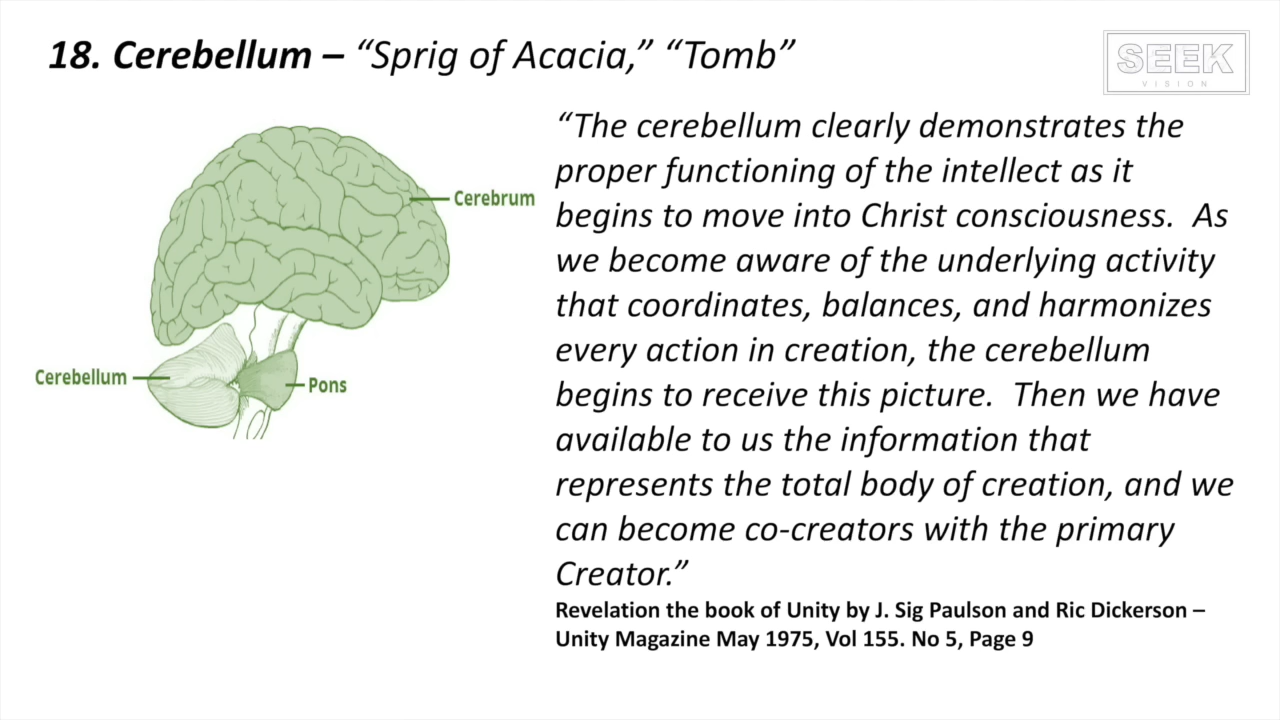 18. Cerebellum – “Sprig of Acacia,” “Tomb”
SEEK
VISION
Cerebrum
Cerebellum
Pons
“The cerebellum clearly demonstrates the
proper functioning of the intellect as it
begins to move into Christ consciousness.  As
we become aware of the underlying activity
that coordinates, balances, and harmonizes
every action in creation, the cerebellum
begins to receive this picture.  Then we have
available to us the information that
represents the total body of creation, and we
can become co-creators with the primary
Creator.”
Revelation the book of Unity by J. Sig Paulson and Ric Dickerson –
Unity Magazine May 1975, Vol 155. No 5, Page 9